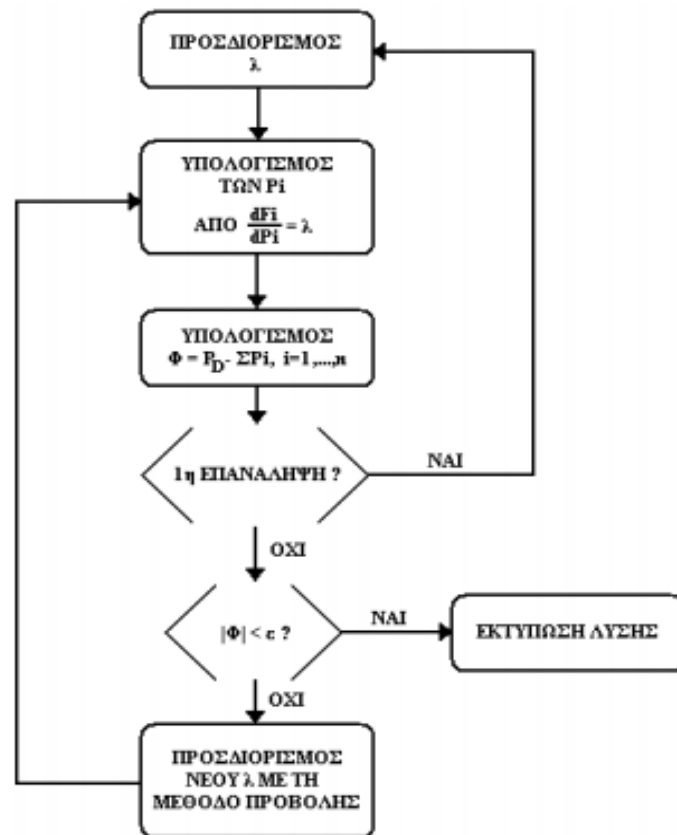 ΠΡΟΣΔΙΟΡΙΣΜΟΣ
λ
ΥΠΟΛΟΓΙΣΜΟΣ
ΤΩΝ Pi
ΑΠΟ dFi/dPi = λ
ΥΠΟΛΟΓΙΣΜΟΣ
Φ = P_D - ΣPi, i=1,...,n
1η ΕΠΑΝΑΛΗΨΗ ?
ΝΑΙ
ΟΧΙ
|Φ| < ε ?
ΝΑΙ
ΕΚΤΥΠΩΣΗ ΛΥΣΗΣ
ΟΧΙ
ΠΡΟΣΔΙΟΡΙΣΜΟΣ
ΝΕΟΥ λ ΜΕ ΤΗ
ΜΕΘΟΔΟ ΠΡΟΒΟΛΗΣ